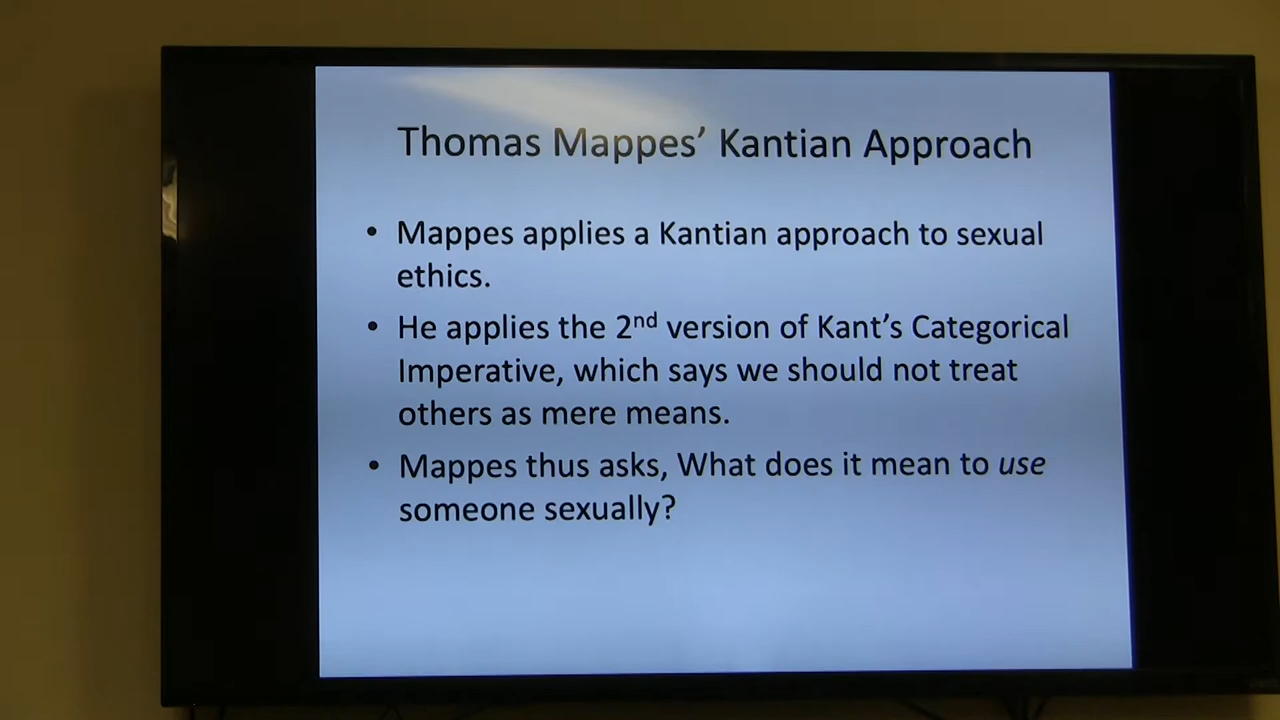 Thomas Mappes’ Kantian Approach
• Mappes applies a Kantian approach to sexual
ethics.
• He applies the 2nd version of Kant’s Categorical
Imperative, which says we should not treat
others as mere means.
• Mappes thus asks, What does it mean to use
someone sexually?